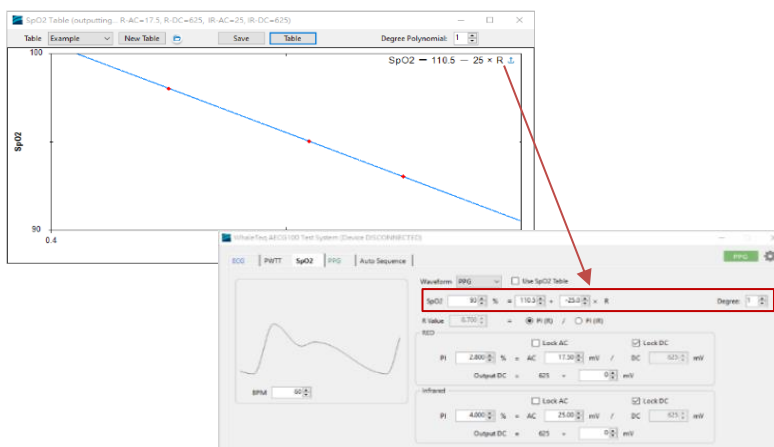 SpO2 Table (outputting... R-AC=17.5, R-DC=625, IR-AC=25, IR-DC=625)
Table Example New Table Save Table Degree Polynomial: 1
100
SpO2 = 110.5 − 25 × R
SpO2
90
0.4
WhaleTeq AECG100 Test System (Device DISCONNECTED)
ECG PWTT SpO2 PPG Auto Sequence PPG
Waveform PPG Use SpO2 Table
SpO2 93 % = 110.5 + -25.0 × R Degree: 1
R Value 0.700 = PI (R) / PI (IR)
RED
Lock AC Lock DC
PI 2.800 % = AC 17.50 mV / DC 625 mV
Output DC = 625 + 0 mV
BPM 60
Infrared
Lock AC Lock DC
PI 4.000 % = AC 25.00 mV / DC 625 mV
Output DC = 625 + 0 mV